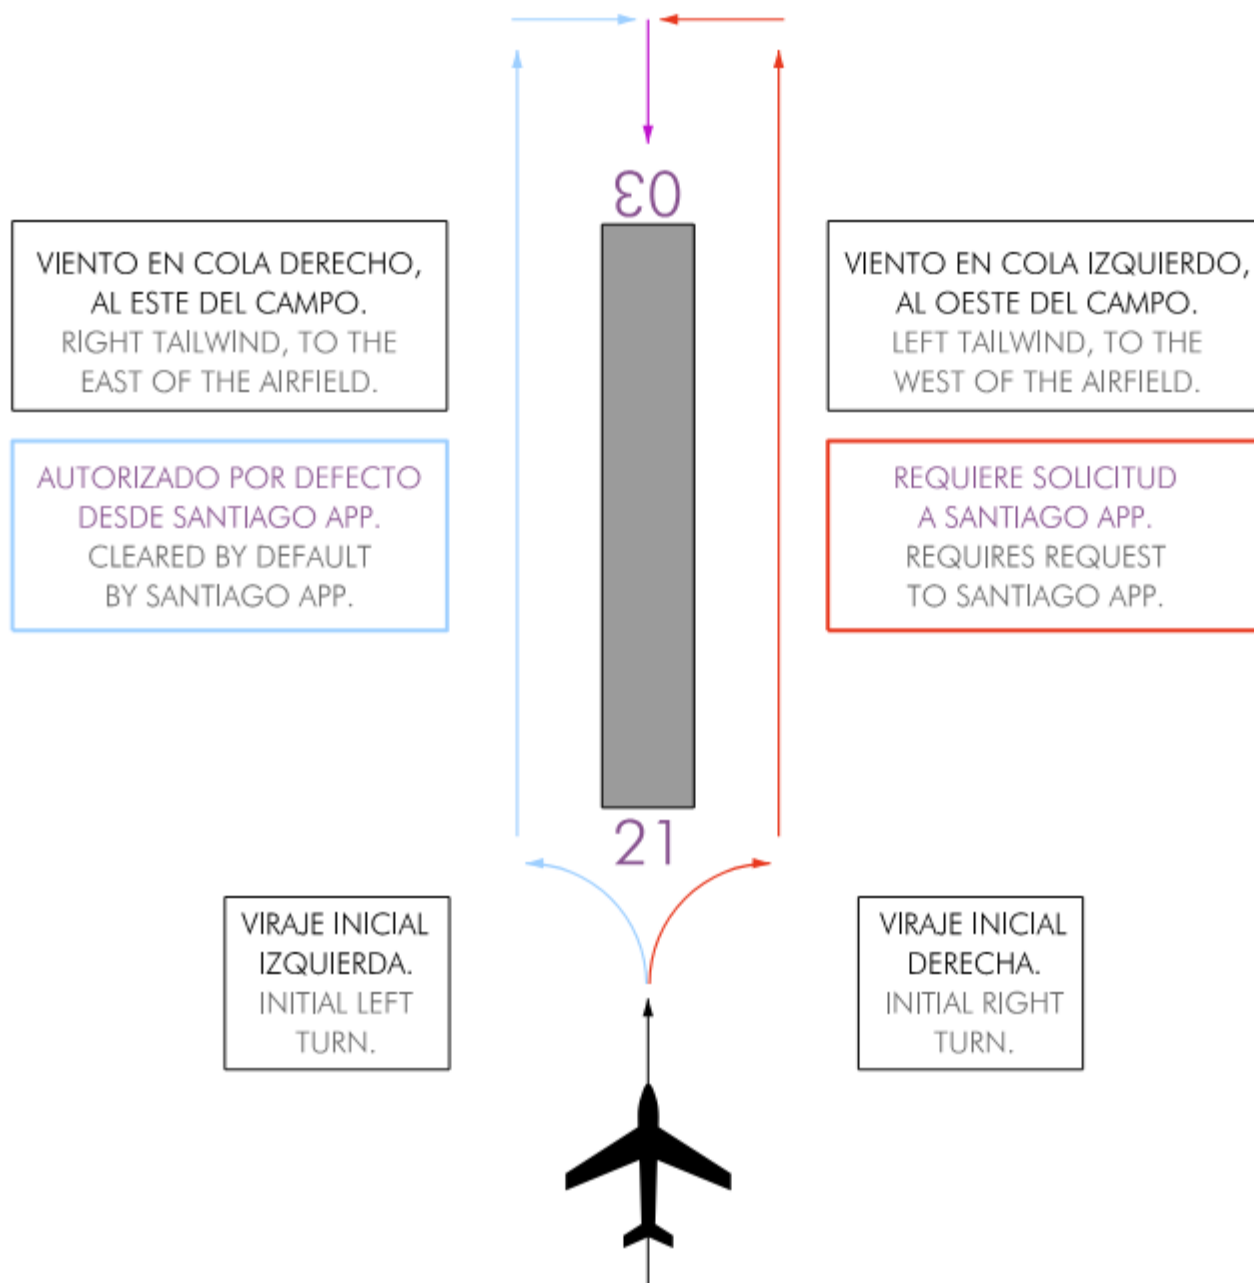 03
VIENTO EN COLA DERECHO,
AL ESTE DEL CAMPO.
RIGHT TAILWIND, TO THE
EAST OF THE AIRFIELD.
VIENTO EN COLA IZQUIERDO,
AL OESTE DEL CAMPO.
LEFT TAILWIND, TO THE
WEST OF THE AIRFIELD.
AUTORIZADO POR DEFECTO
DESDE SANTIAGO APP.
CLEARED BY DEFAULT
BY SANTIAGO APP.
REQUIERE SOLICITUD
A SANTIAGO APP.
REQUIRES REQUEST
TO SANTIAGO APP.
21
VIRAJE INICIAL
IZQUIERDA.
INITIAL LEFT
TURN.
VIRAJE INICIAL
DERECHA.
INITIAL RIGHT
TURN.